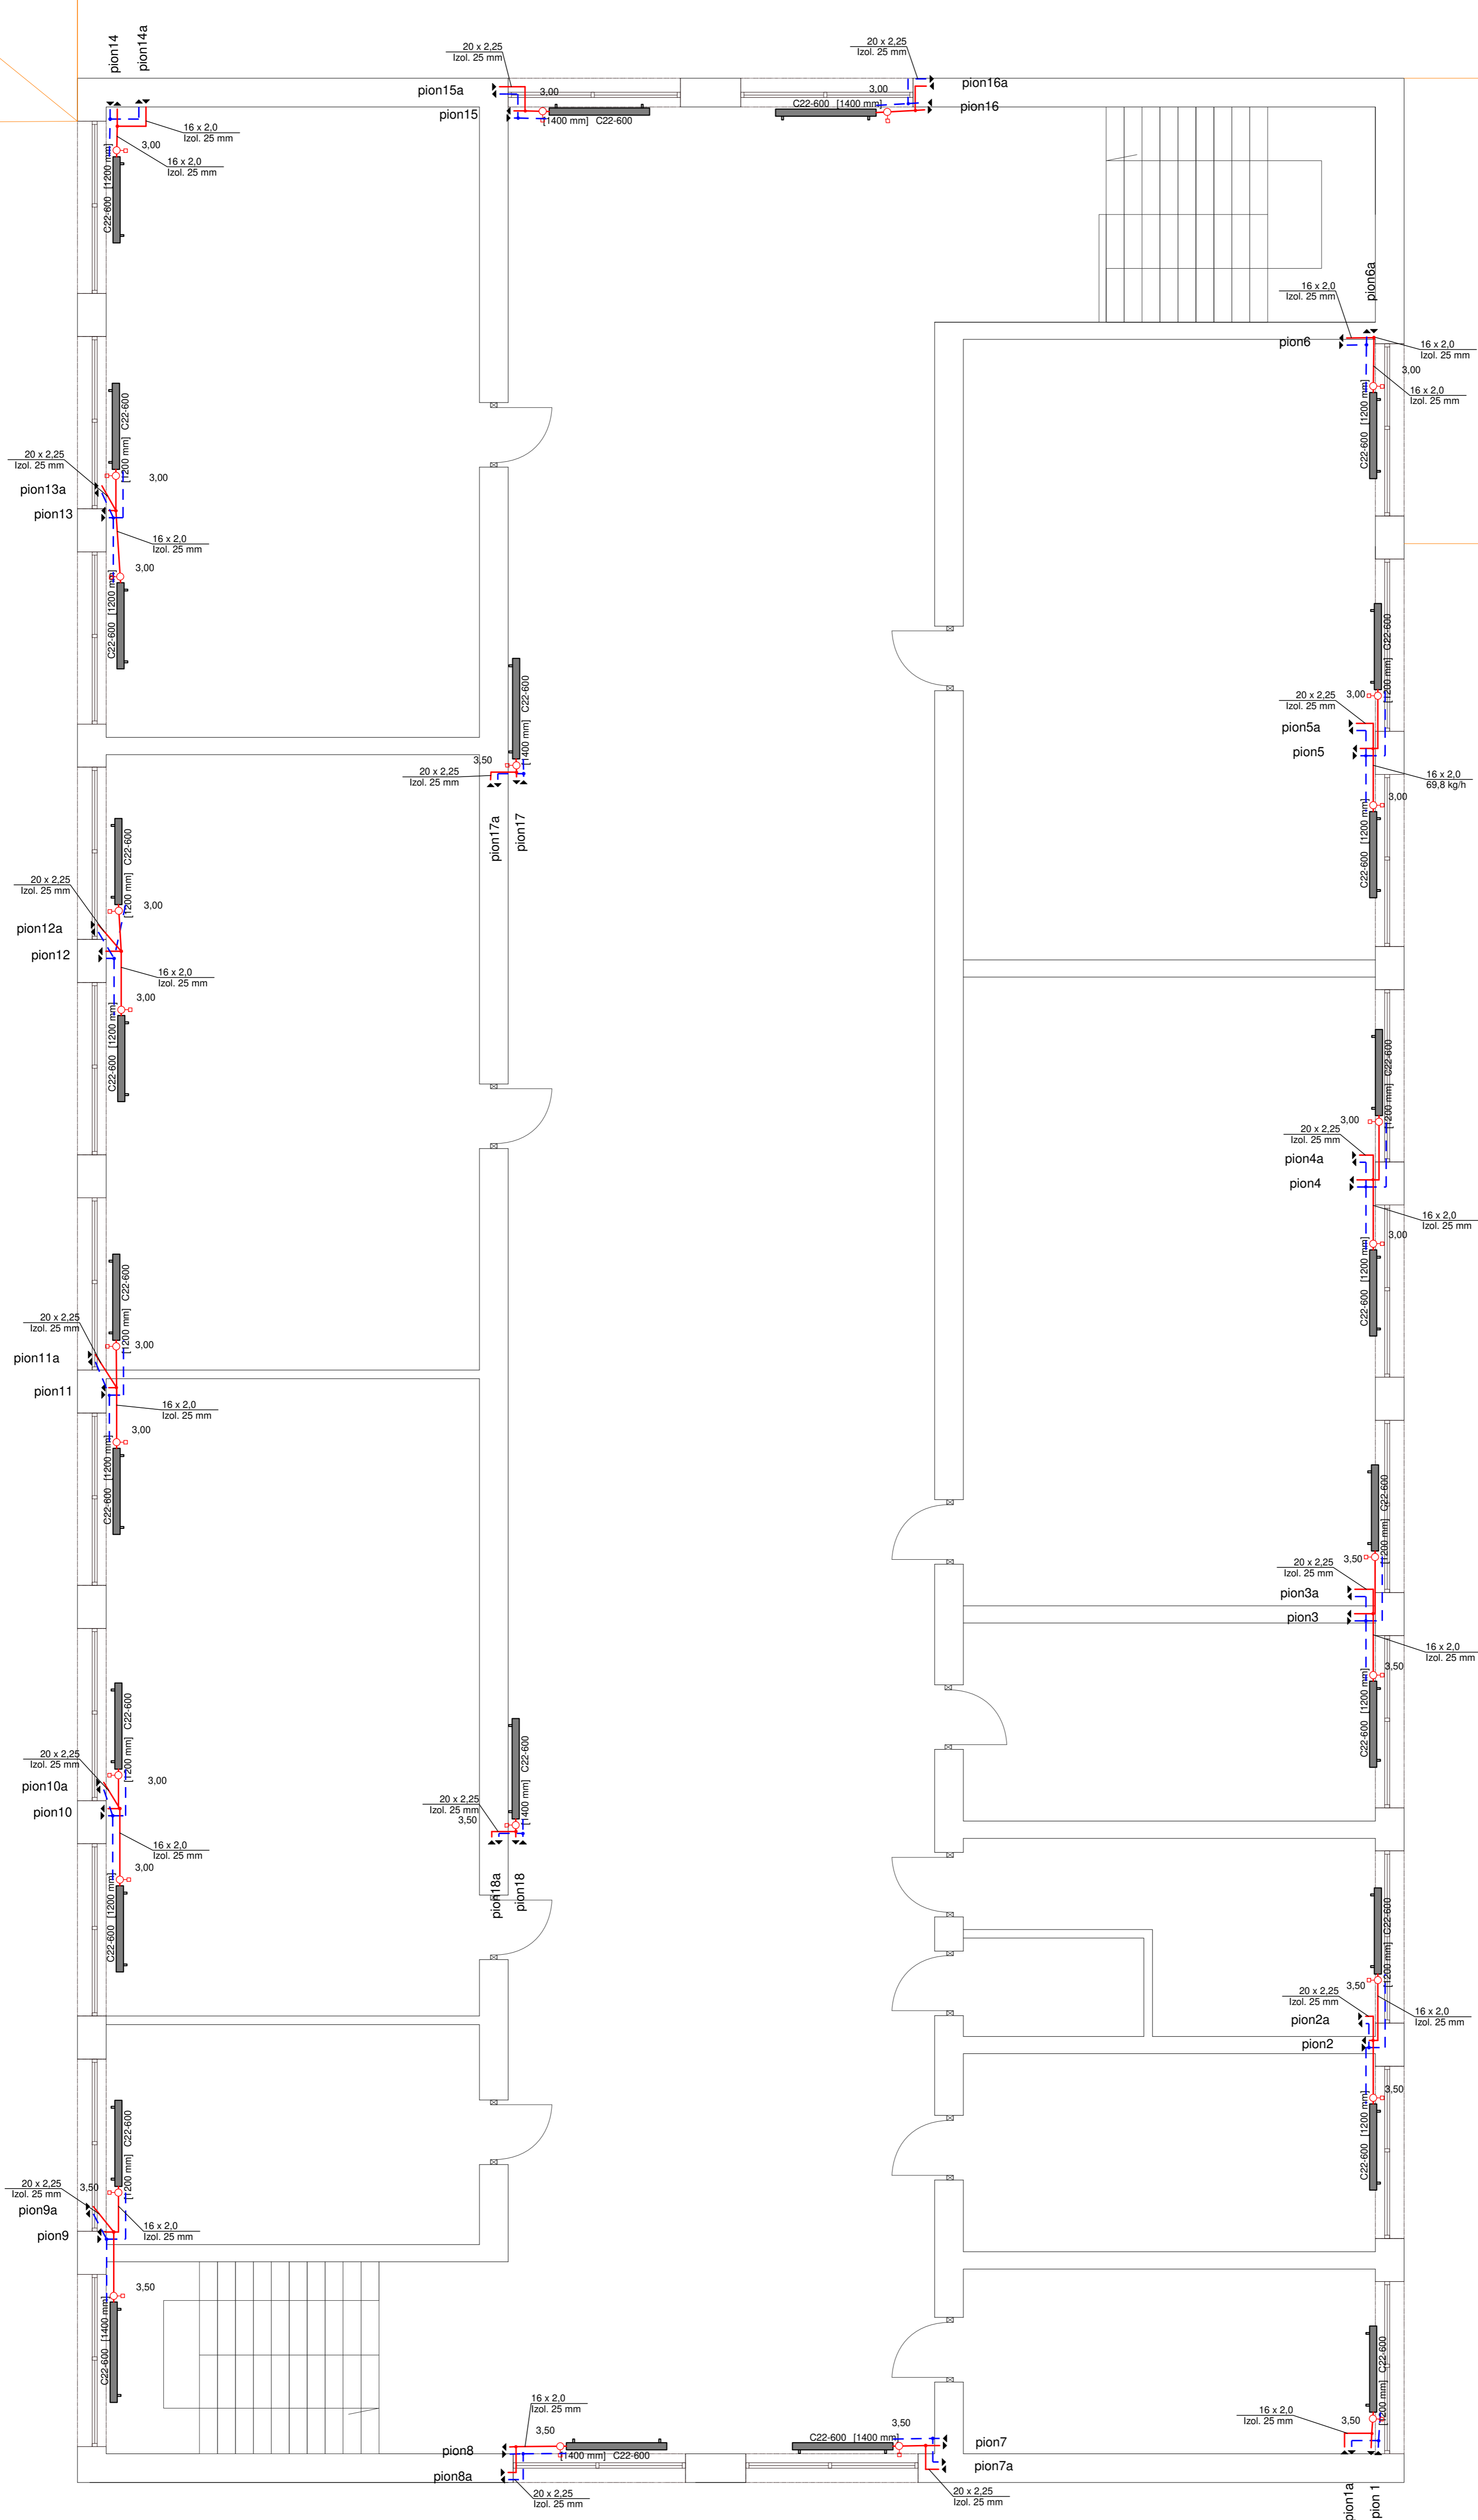 pion14
pion14a
20 x 2,25
Izol. 25 mm
20 x 2,25
Izol. 25 mm
pion15a
3,00
3,00
pion16a
pion15
[1400 mm]   C22-600
C22-600   [1400 mm]
pion16
16 x 2,0
Izol. 25 mm
3,00
16 x 2,0
Izol. 25 mm
C22-600   [1200 mm]
pion6a
16 x 2,0
Izol. 25 mm
pion6
16 x 2,0
Izol. 25 mm
3,00
16 x 2,0
Izol. 25 mm
C22-600   [1200 mm]
[1200 mm]   C22-600
20 x 2,25
Izol. 25 mm
3,00
pion13a
pion13
16 x 2,0
Izol. 25 mm
3,00
C22-600   [1200 mm]
[1200 mm]   C22-600
3,00
20 x 2,25
Izol. 25 mm
pion5a
pion5
[1400 mm]   C22-600
3,50
20 x 2,25
Izol. 25 mm
pion17a
pion17
16 x 2,0
69,8 kg/h
3,00
C22-600   [1200 mm]
[1200 mm]   C22-600
20 x 2,25
Izol. 25 mm
3,00
pion12a
pion12
16 x 2,0
Izol. 25 mm
3,00
C22-600   [1200 mm]
[1200 mm]   C22-600
3,00
20 x 2,25
Izol. 25 mm
pion4a
pion4
16 x 2,0
Izol. 25 mm
3,00
C22-600   [1200 mm]
[1200 mm]   C22-600
20 x 2,25
Izol. 25 mm
3,00
pion11a
pion11
16 x 2,0
Izol. 25 mm
3,00
C22-600   [1200 mm]
[1200 mm]   C22-600
3,50
20 x 2,25
Izol. 25 mm
pion3a
pion3
16 x 2,0
Izol. 25 mm
3,50
C22-600   [1200 mm]
[1200 mm]   C22-600
20 x 2,25
Izol. 25 mm
3,00
pion10a
pion10
16 x 2,0
Izol. 25 mm
3,00
C22-600   [1200 mm]
[1400 mm]   C22-600
20 x 2,25
Izol. 25 mm
3,50
pion18a
pion18
[1200 mm]   C22-600
3,50
20 x 2,25
Izol. 25 mm
pion2a
16 x 2,0
Izol. 25 mm
pion2
3,50
C22-600   [1200 mm]
[1200 mm]   C22-600
20 x 2,25
Izol. 25 mm
3,50
pion9a
pion9
16 x 2,0
Izol. 25 mm
3,50
C22-600   [1400 mm]
[1200 mm]   C22-600
16 x 2,0
Izol. 25 mm
3,50
16 x 2,0
Izol. 25 mm
3,50
3,50
pion8
[1400 mm]   C22-600
C22-600   [1400 mm]
pion7
pion8a
pion7a
20 x 2,25
Izol. 25 mm
20 x 2,25
Izol. 25 mm
pion1a
pion 1